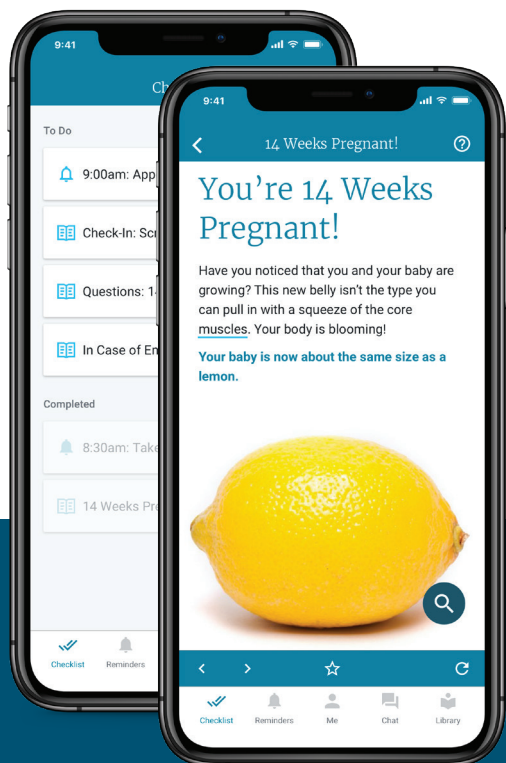 9:41
Ch
To Do
9:00am: App
Check-In: Scr
Questions: 1
In Case of En
Completed
8:30am: Take
14 Weeks Pre
Checklist
Reminders
9:41
14 Weeks Pregnant!
You’re 14 Weeks
Pregnant!
Have you noticed that you and your baby are
growing? This new belly isn’t the type you
can pull in with a squeeze of the core
muscles. Your body is blooming!
Your baby is now about the same size as a
lemon.
Checklist
Reminders
Me
Chat
Library